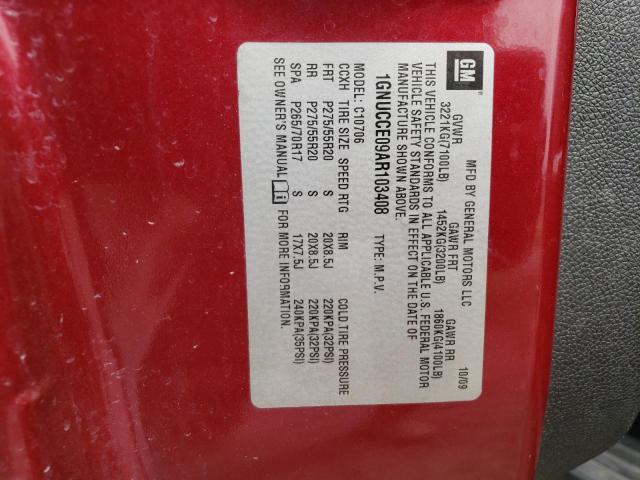 GM
MFD BY GENERAL MOTORS LLC 10/09
GVWR GAWR FRT GAWR RR
3221KG(7100LB) 1452KG(3200LB) 1860KG(4100LB)
THIS VEHICLE CONFORMS TO ALL APPLICABLE U.S. FEDERAL MOTOR
VEHICLE SAFETY STANDARDS IN EFFECT ON THE DATE OF
MANUFACTURE SHOWN ABOVE.
1GNUCCE09AR103408 TYPE: M.P.V.
MODEL: C10706
CCXH TIRE SIZE SPEED RTG RIM COLD TIRE PRESSURE
FRT P275/55R20 S 20X8.5J 220KPA(32PSI)
RR P275/55R20 S 20X8.5J 220KPA(32PSI)
SPA P265/70R17 S 17X7.5J 240KPA(35PSI)
SEE OWNER'S MANUAL FOR MORE INFORMATION